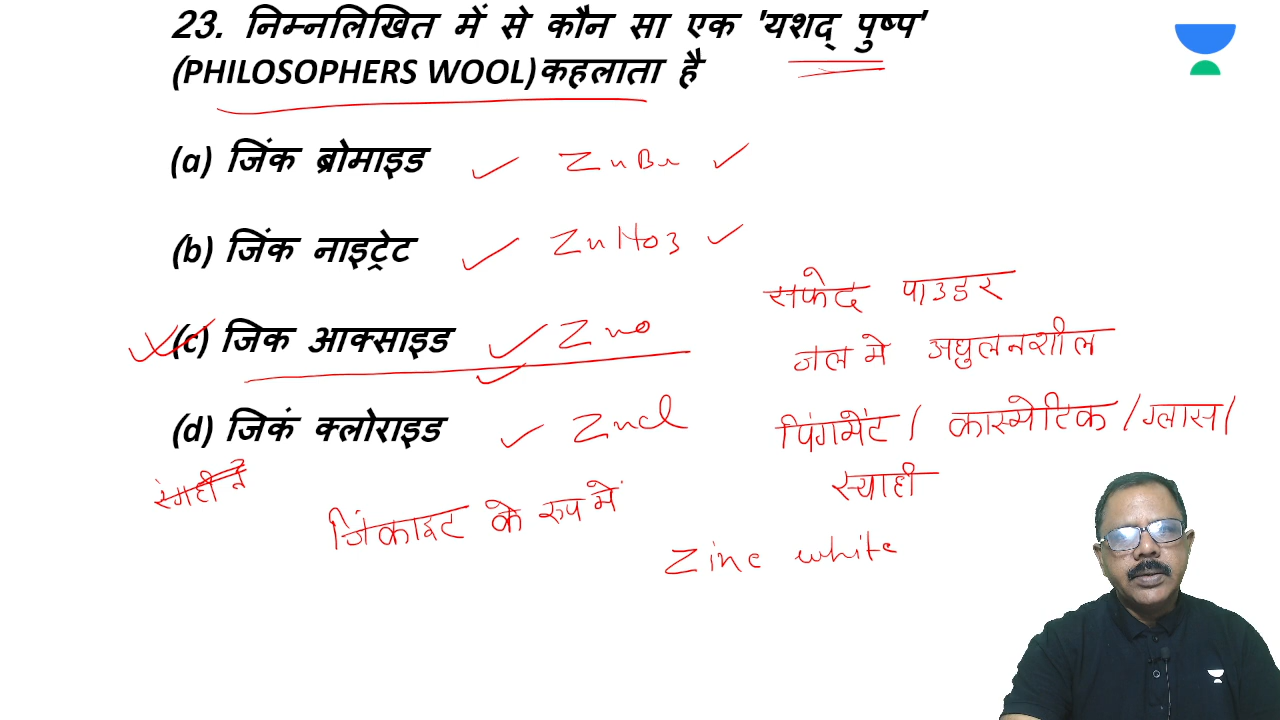 23. निम्नलिखित में से कौन सा एक 'यशद् पुष्प'
(PHILOSOPHERS WOOL)कहलाता है
(a) जिंक ब्रोमाइड ZnBr
(b) जिंक नाइट्रेट ZnNo3
(c) जिक आक्साइड Zno
(d) जिकं क्लोराइड Zncl
सफेद पाउडर
जल मे अघुलनशील
पिंगमेंट / कास्मेटिक / ग्लास /
स्याही
जिंकाइट के रुप में
Zinc white